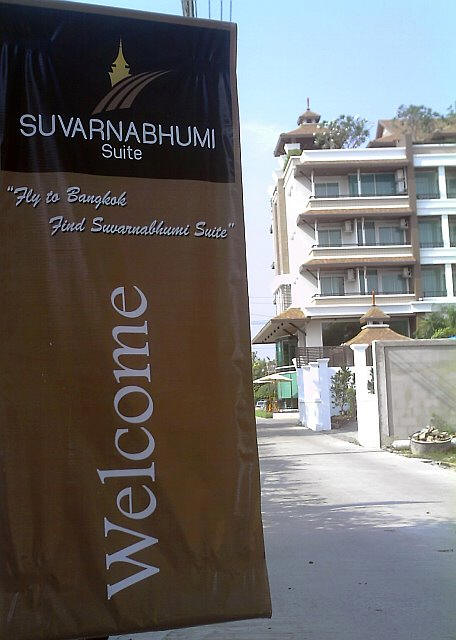 SUVARNABHUMI
Suite
"Fly to Bangkok
Find Suvarnabhumi Suite"
Welcome